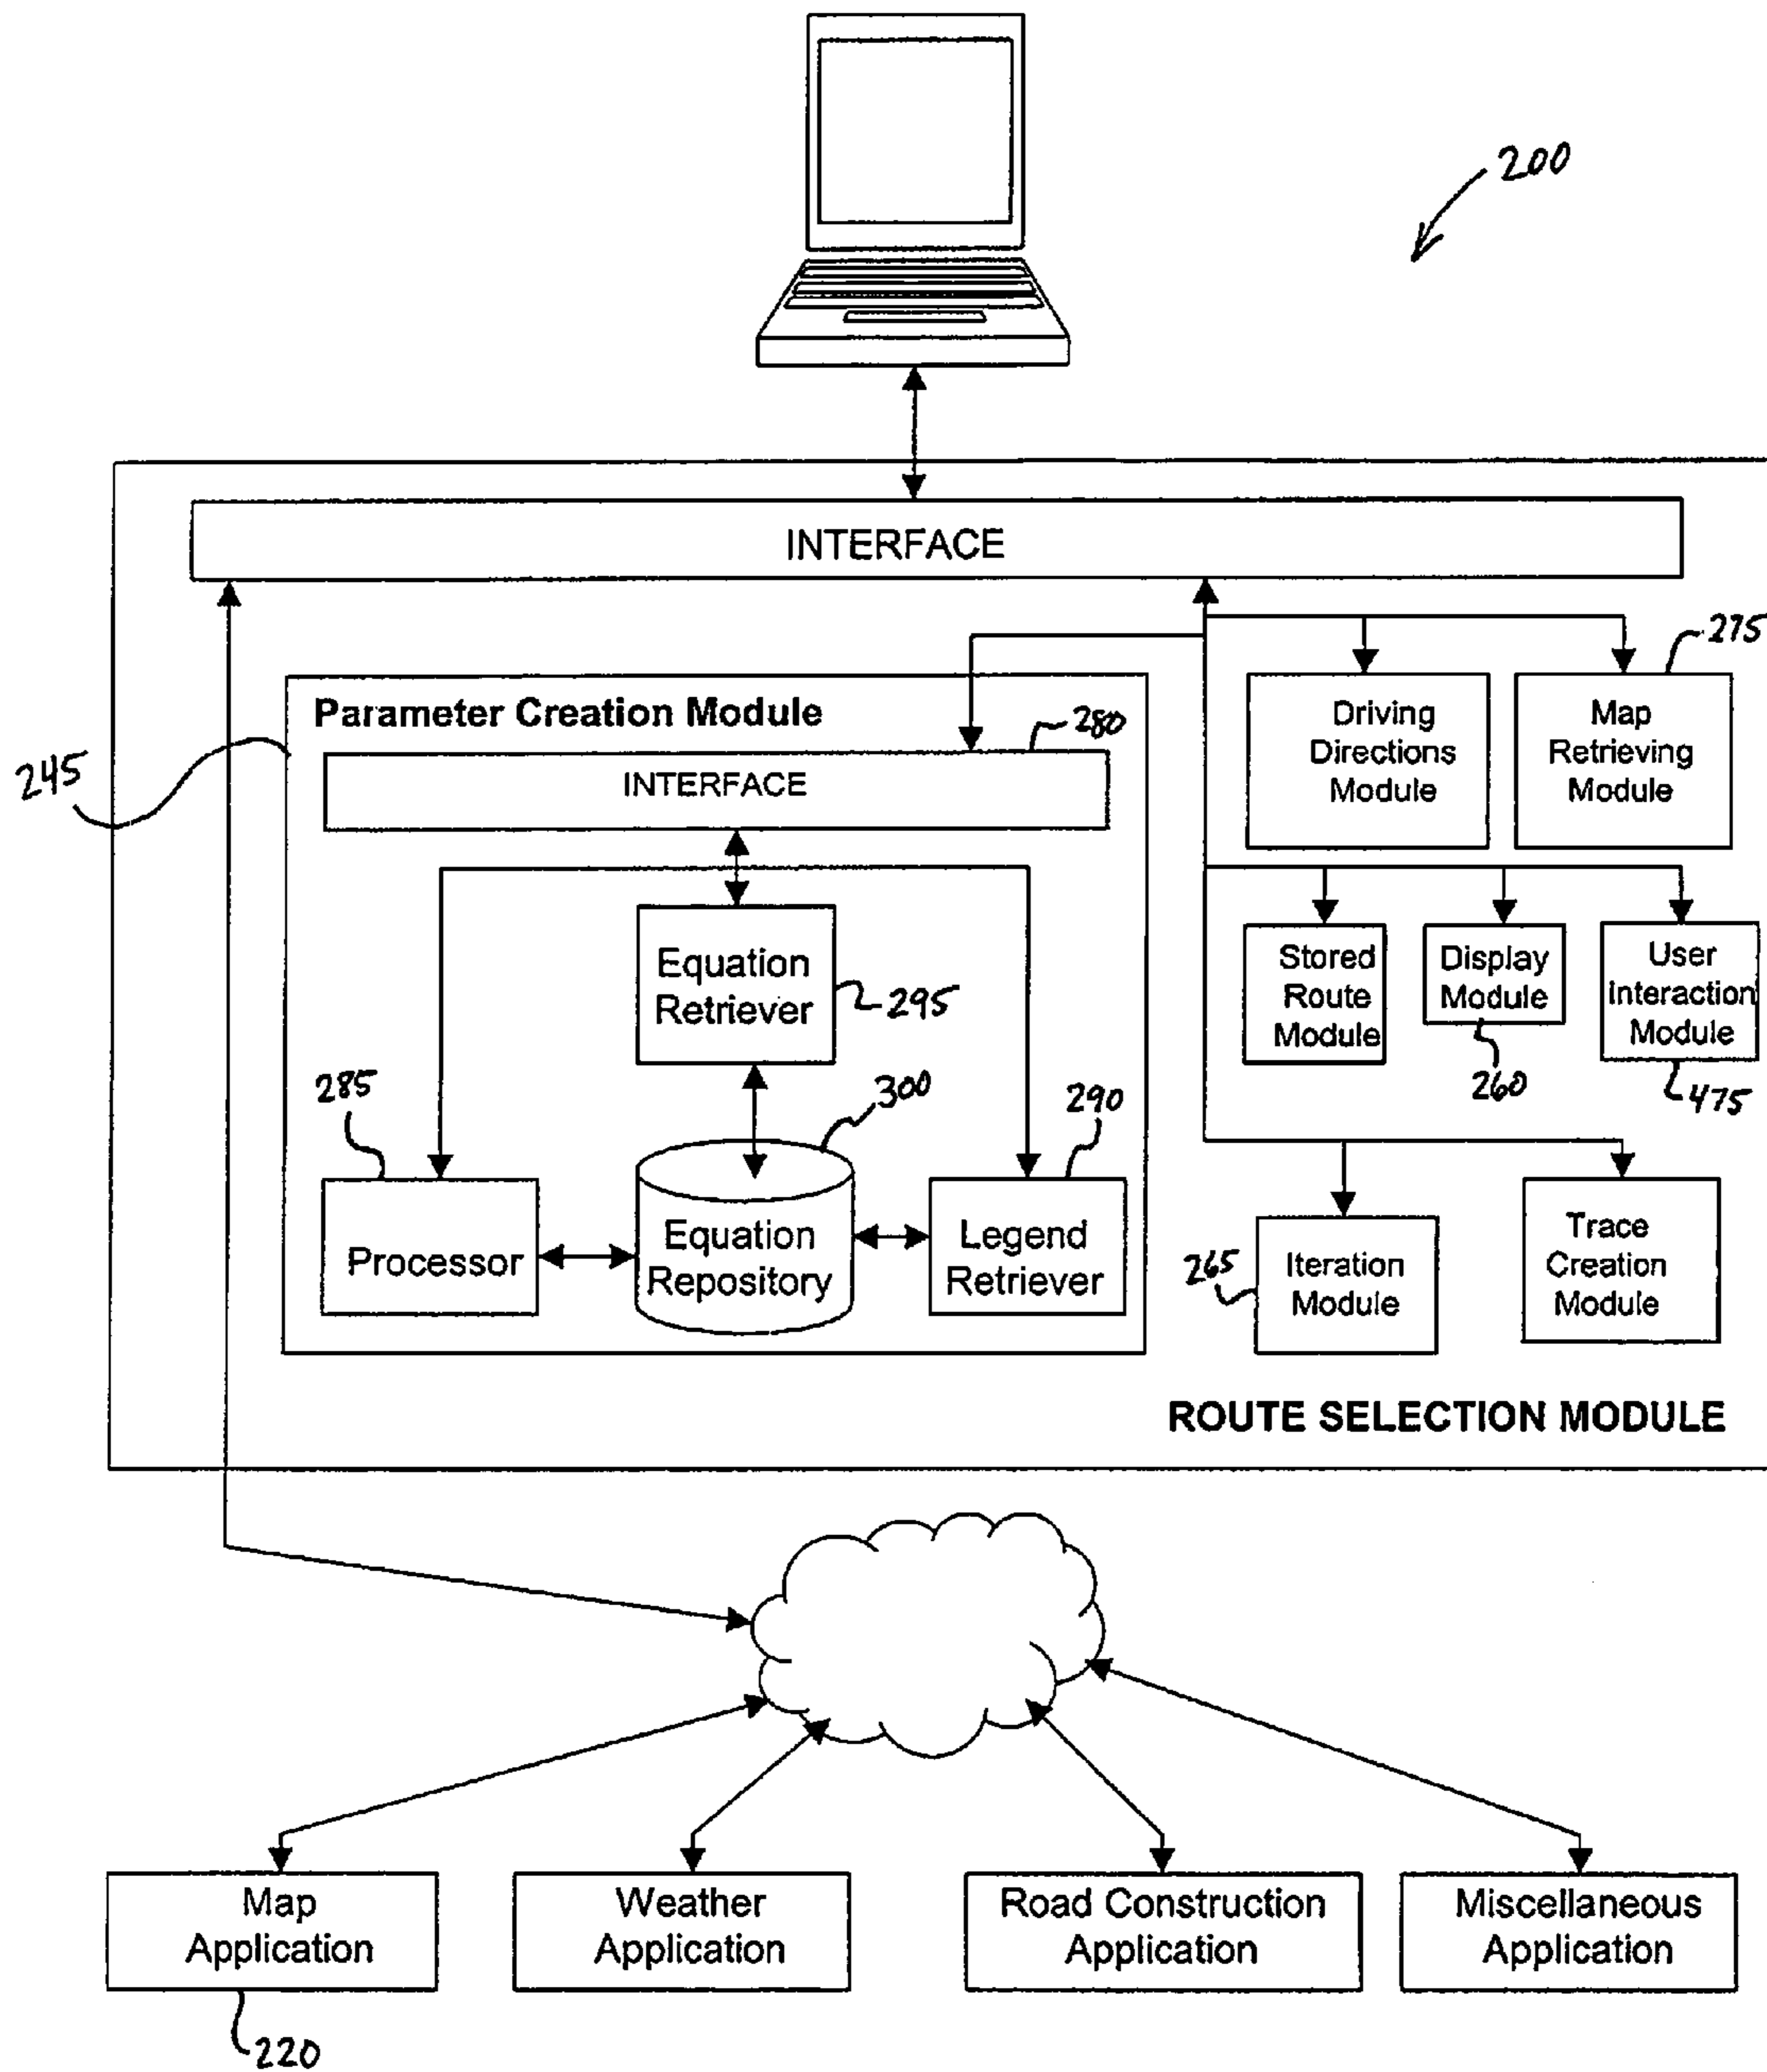 200
INTERFACE
275
Parameter Creation Module
280
245
INTERFACE
Driving
Directions
Module
Map
Retrieving
Module
Equation
Retriever
295
Stored
Route
Module
Display
Module
260
User
Interaction
Module
475
285
300
290
Processor
Equation
Repository
Legend
Retriever
265
Iteration
Module
Trace
Creation
Module
ROUTE SELECTION MODULE
Map
Application
Weather
Application
Road Construction
Application
Miscellaneous
Application
220